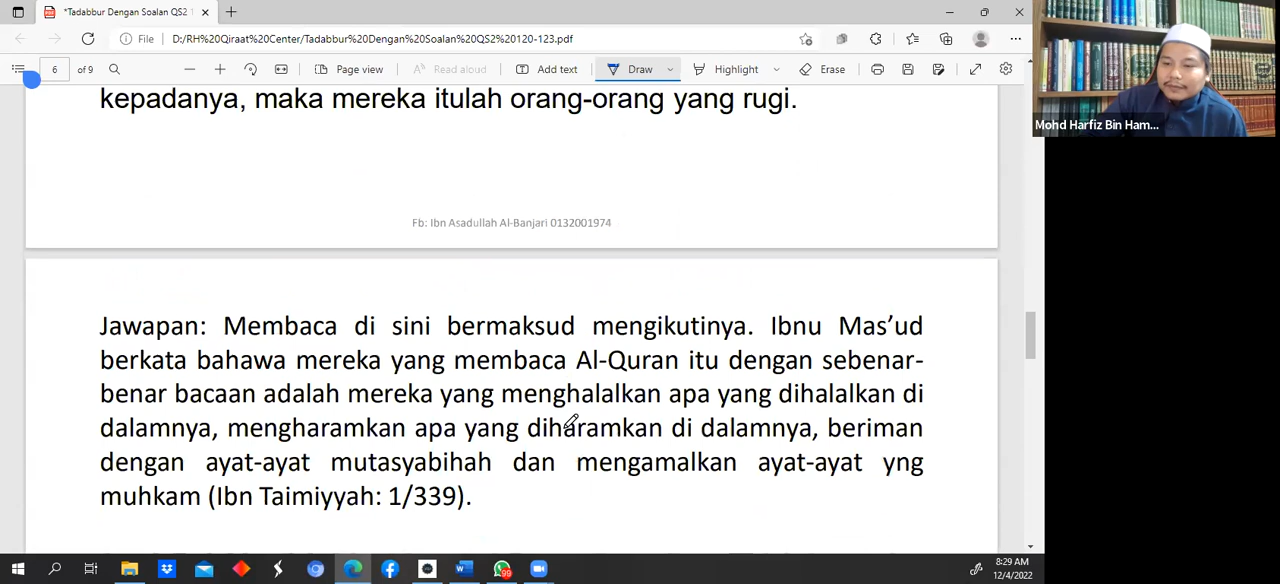 *Tadabbur Dengan Soalan QS2
File
D:/RH%20Qiraat%20Center/Tadabbur%20Dengan%20Soalan%20QS2%20120-123.pdf
6 of 9
Page view
Read aloud
Add text
Draw
Highlight
Erase
Mohd Harfiz Bin Ham...
kepadanya, maka mereka itulah orang-orang yang rugi.
Fb: Ibn Asadullah Al-Banjari 0132001974
Jawapan: Membaca di sini bermaksud mengikutinya. Ibnu Mas’ud
berkata bahawa mereka yang membaca Al-Quran itu dengan sebenar-
benar bacaan adalah mereka yang menghalalkan apa yang dihalalkan di
dalamnya, mengharamkan apa yang diharamkan di dalamnya, beriman
dengan ayat-ayat mutasyabihah dan mengamalkan ayat-ayat yng
muhkam (Ibn Taimiyyah: 1/339).
8:29 AM
12/4/2022